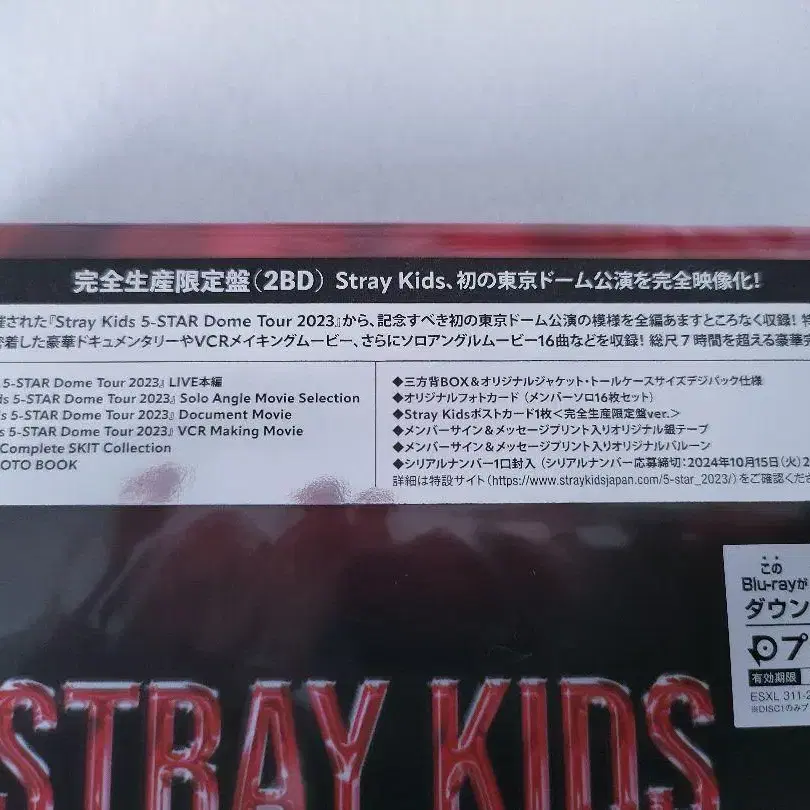 完全生産限定盤(2BD) Stray Kids、初の東京ドーム公演を完全映像化!
催された『Stray Kids 5-STAR Dome Tour 2023』から、記念すべき初の東京ドーム公演の模様を全編あますところなく収録!
密着した豪華ドキュメンタリーやVCRメイキングムービー、さらにソロアングルムービー16曲などを収録! 総尺7時間を超える豪華
5-STAR Dome Tour 2023』 LIVE本編
ds 5-STAR Dome Tour 2023』 Solo Angle Movie Selection
s 5-STAR Dome Tour 2023』 Document Movie
s 5-STAR Dome Tour 2023』 VCR Making Movie
Complete SKIT Collection
OTO BOOK
◆三方背BOX&オリジナルジャケット・トールケースサイズデジパック仕様
◆オリジナルフォトカード (メンバーソロ16枚セット)
◆Stray Kidsポストカード1枚<完全生産限定盤ver.>
◆メンバーサイン&メッセージプリント入りオリジナル銀テープ
◆メンバーサイン&メッセージプリント入りオリジナルバルーン
◆シリアルナンバー1口封入 (シリアルナンバー応募締切:2024年10月15日(火)2
詳細は特設サイト(https://www.straykidsjapan.com/5-star_2023/)をご確認くださ
この
Blu-rayが
ダウン
プ
有効期限
ESXL 311-2
※DISC1のみプ
STRAY KIDS